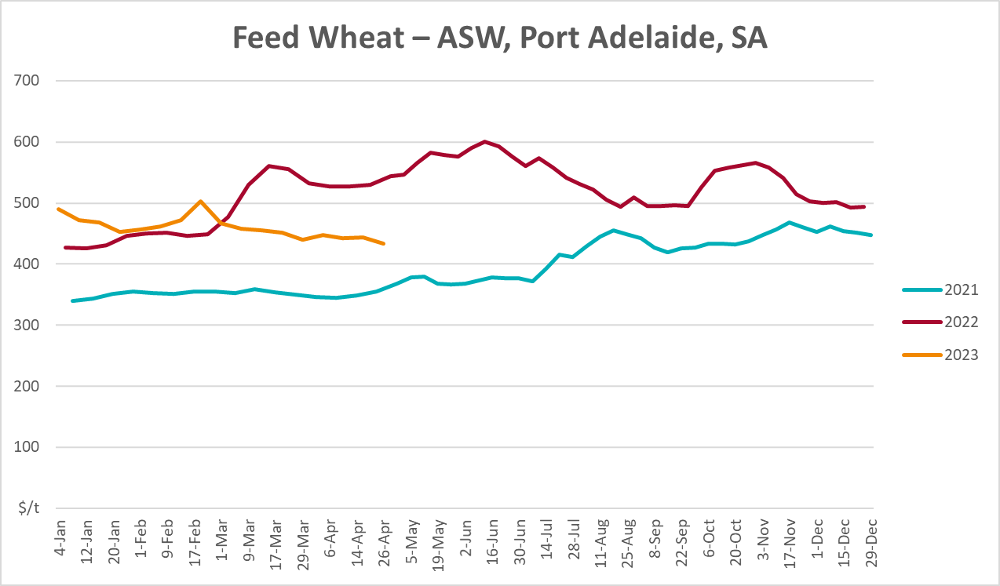 Feed Wheat – ASW, Port Adelaide, SA
700
600
500
400
300
200
100
$/t
4-Jan
12-Jan
20-Jan
1-Feb
9-Feb
17-Feb
1-Mar
9-Mar
17-Mar
29-Mar
6-Apr
14-Apr
26-Apr
5-May
19-May
2-Jun
16-Jun
30-Jun
14-Jul
28-Jul
11-Aug
25-Aug
8-Sep
22-Sep
6-Oct
20-Oct
3-Nov
17-Nov
1-Dec
15-Dec
29-Dec
2021
2022
2023